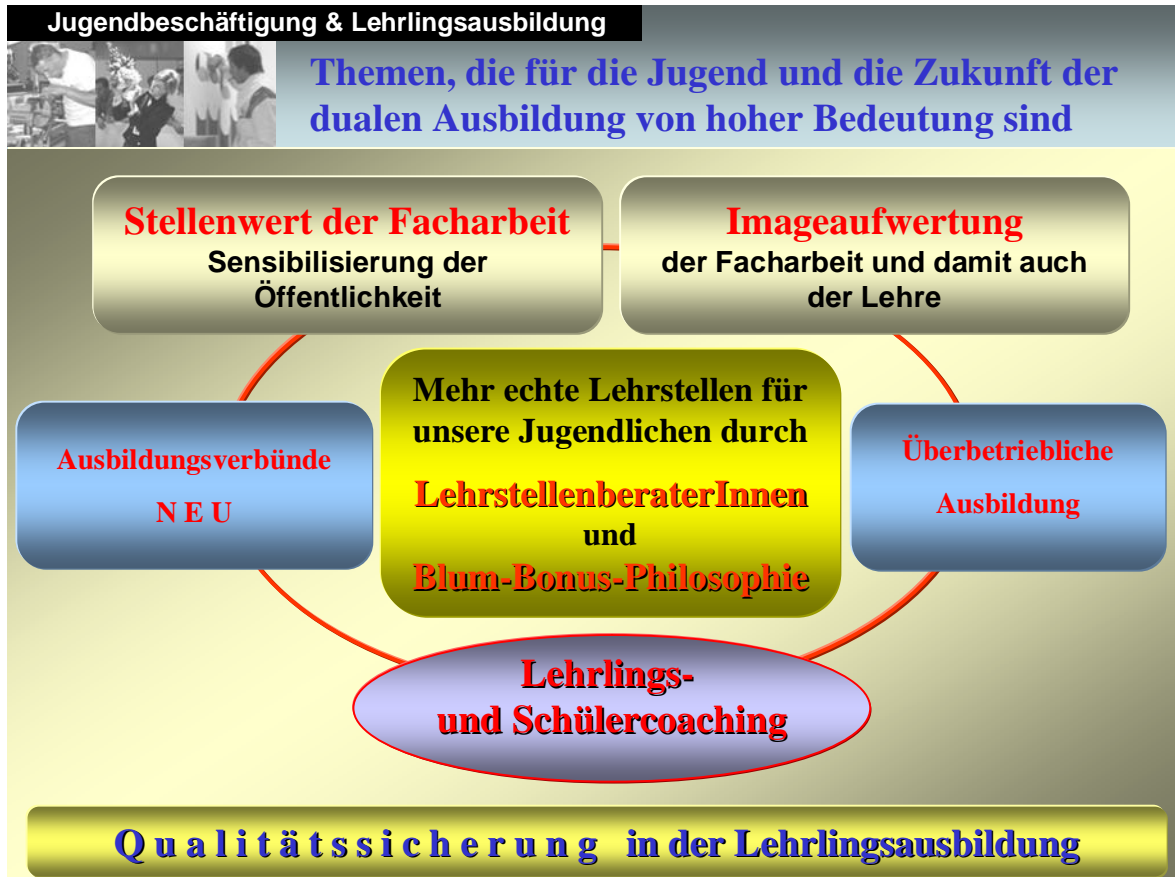 Jugendbeschäftigung & Lehrlingsausbildung
Themen, die für die Jugend und die Zukunft der
dualen Ausbildung von hoher Bedeutung sind
Stellenwert der Facharbeit
Sensibilisierung der
Öffentlichkeit
Imageaufwertung
der Facharbeit und damit auch
der Lehre
Ausbildungsverbünde
N E U
Mehr echte Lehrstellen für
unsere Jugendlichen durch
LehrstellenberaterInnen
und
Blum-Bonus-Philosophie
Überbetriebliche
Ausbildung
Lehrlings-
und Schülercoaching
Q u a l i t ä t s s i c h e r u n g in der Lehrlingsausbildung